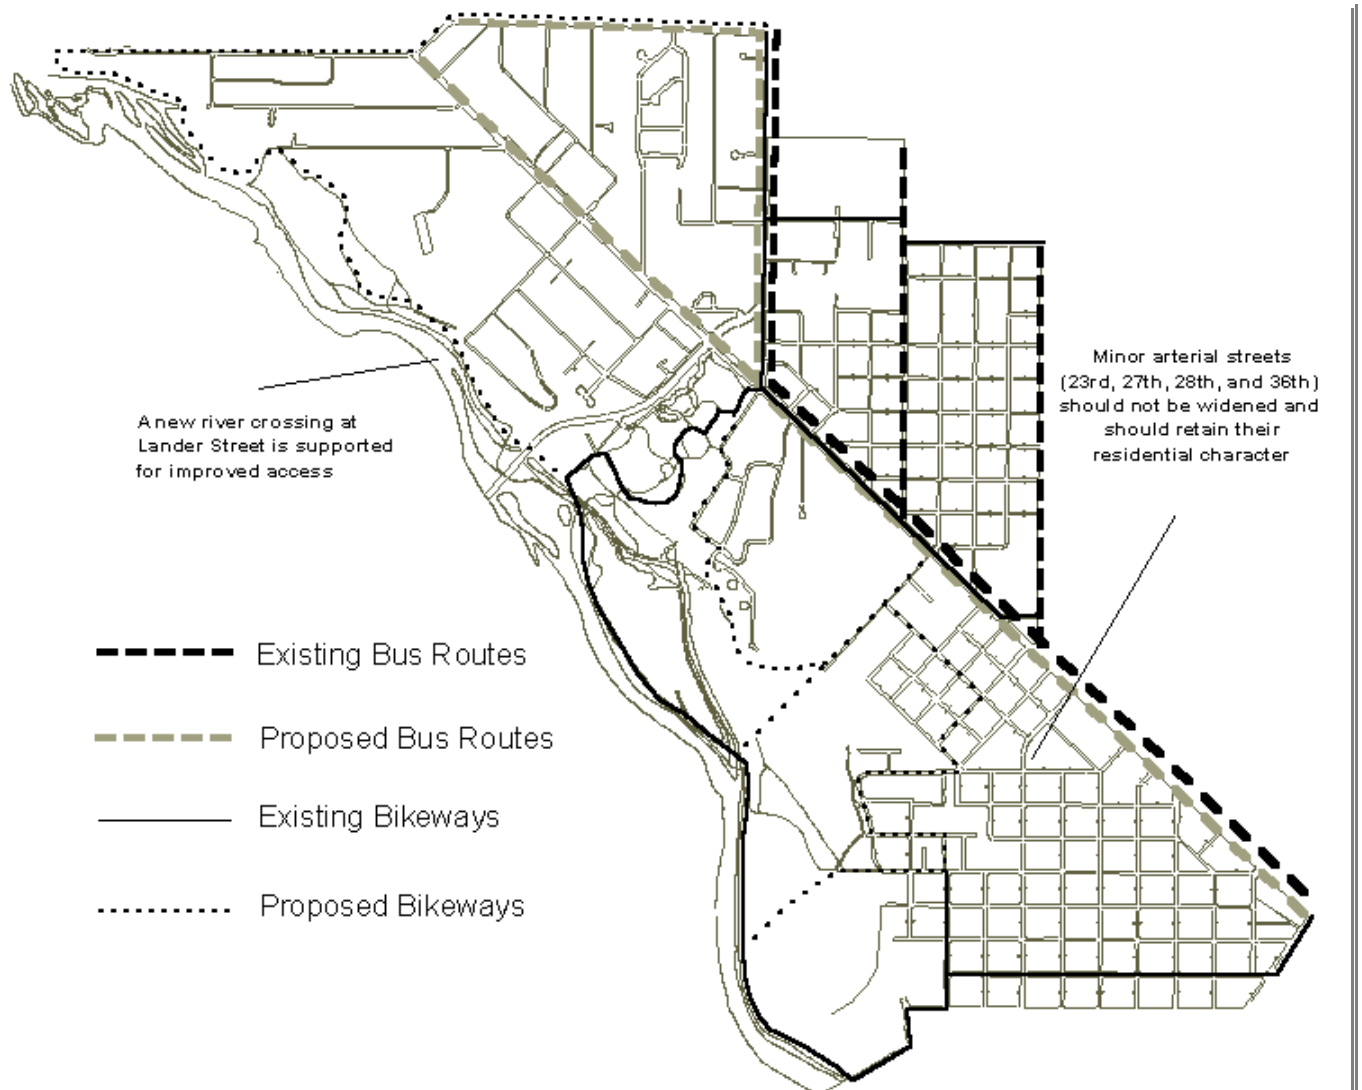 Minor arterial streets
(23rd, 27th, 28th, and 36th)
should not be widened and
should retain their
residential character
A new river crossing at
Lander Street is supported
for improved access
Existing Bus Routes
Proposed Bus Routes
Existing Bikeways
Proposed Bikeways